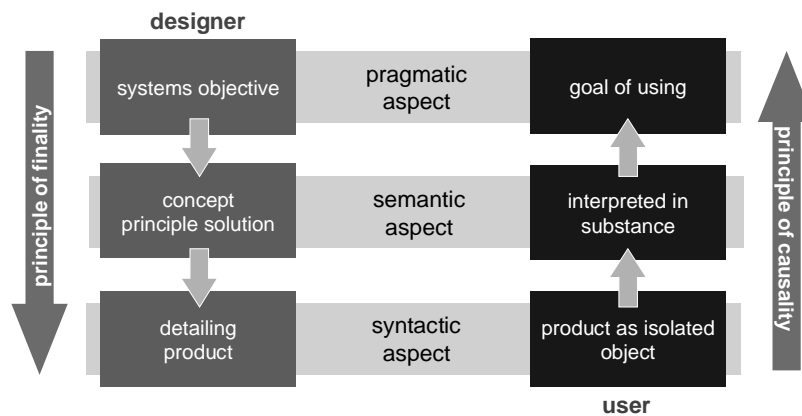 designer
systems objective
pragmatic
aspect
goal of using
concept
principle solution
semantic
aspect
interpreted in
substance
detailing
product
syntactic
aspect
product as isolated
object
user
principle of finality
principle of causality